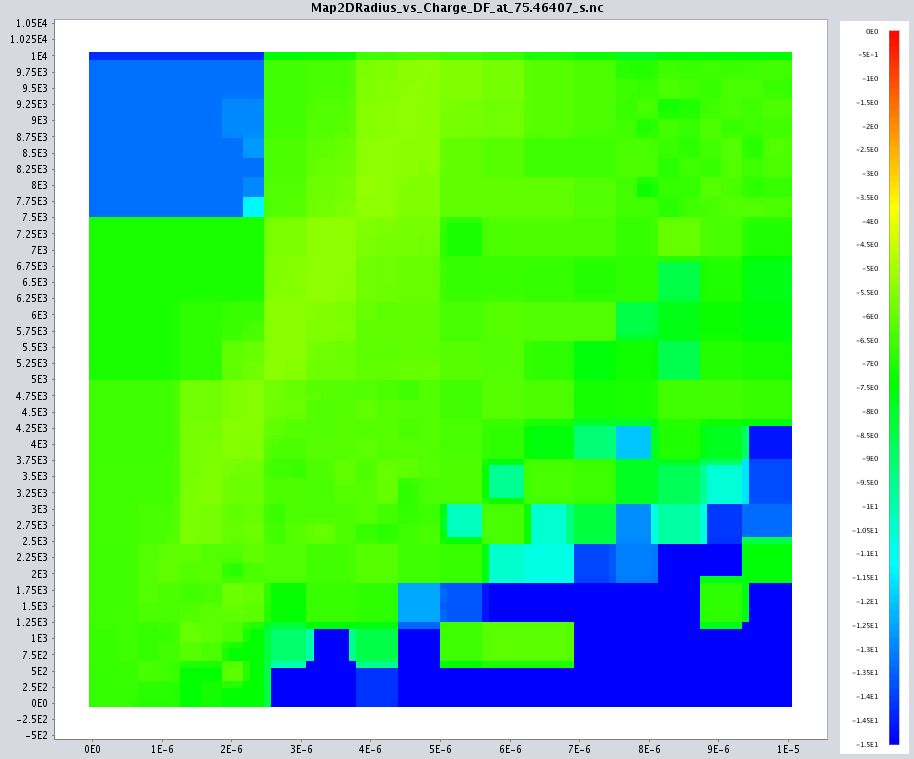 Map2DRadius_vs_Charge_DF_at_75.46407_s.nc
1.05E4
1.025E4
1E4
9.75E3
9.5E3
9.25E3
9E3
8.75E3
8.5E3
8.25E3
8E3
7.75E3
7.5E3
7.25E3
7E3
6.75E3
6.5E3
6.25E3
6E3
5.75E3
5.5E3
5.25E3
5E3
4.75E3
4.5E3
4.25E3
4E3
3.75E3
3.5E3
3.25E3
3E3
2.75E3
2.5E3
2.25E3
2E3
1.75E3
1.5E3
1.25E3
1E3
7.5E2
5E2
2.5E2
0E0
-2.5E2
-5E2
0E0 1E-6 2E-6 3E-6 4E-6 5E-6 6E-6 7E-6 8E-6 9E-6 1E-5
0E0
-5E-1
-1E0
-1.5E0
-2E0
-2.5E0
-3E0
-3.5E0
-4E0
-4.5E0
-5E0
-5.5E0
-6E0
-6.5E0
-7E0
-7.5E0
-8E0
-8.5E0
-9E0
-9.5E0
-1E1
-1.05E1
-1.1E1
-1.15E1
-1.2E1
-1.25E1
-1.3E1
-1.35E1
-1.4E1
-1.45E1
-1.5E1